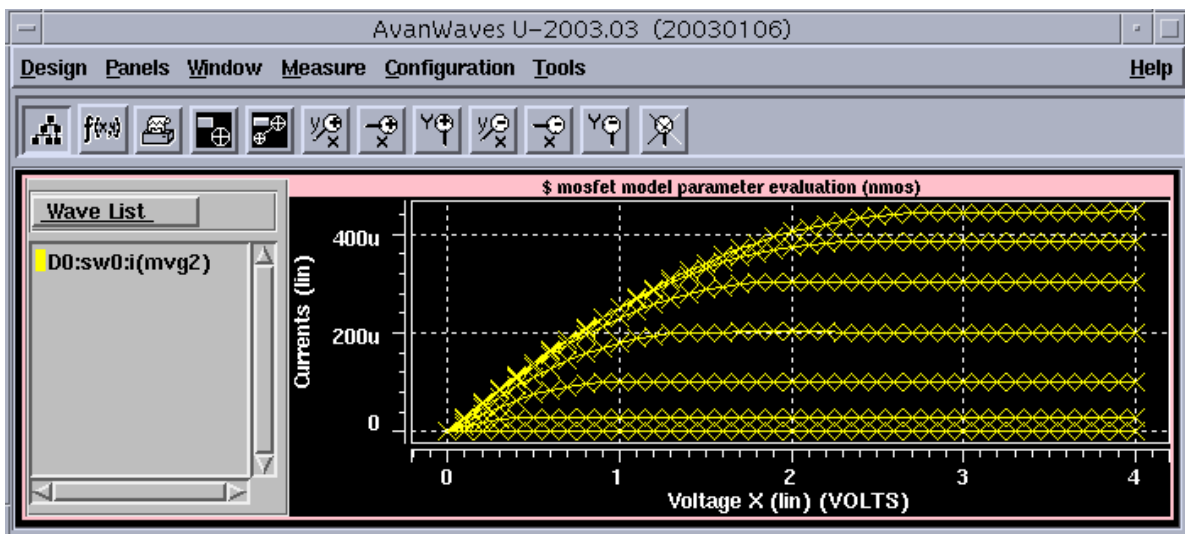 AvanWaves U-2003.03 (20030106)
Design Panels Window Measure Configuration Tools Help
f(x,y)
y x
x
Y
y x
x
Y
$ mosfet model parameter evaluation (nmos)
Wave List
D0:sw0:i(mvg2)
Currents (lin)
400u
200u
0
0 1 2 3 4
Voltage X (lin) (VOLTS)